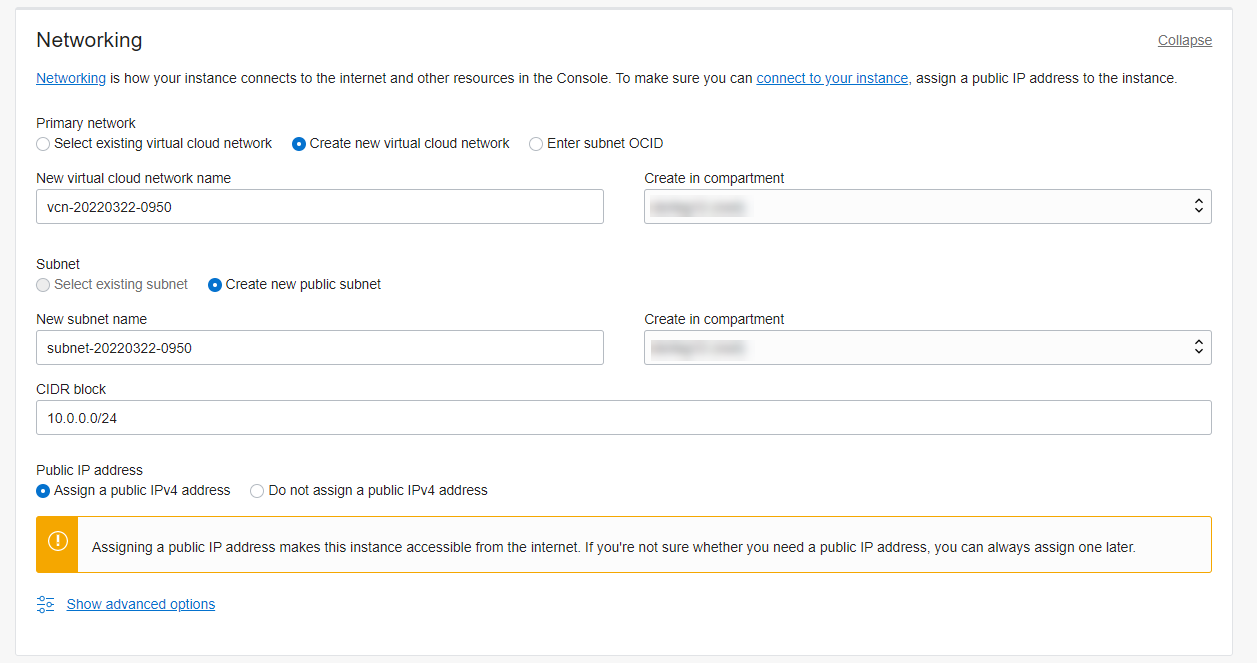 Networking
Collapse
Networking is how your instance connects to the internet and other resources in the Console. To make sure you can connect to your instance, assign a public IP address to the instance.
Primary network
Select existing virtual cloud network Create new virtual cloud network Enter subnet OCID
New virtual cloud network name Create in compartment
vcn-20220322-0950
Subnet
Select existing subnet Create new public subnet
New subnet name Create in compartment
subnet-20220322-0950
CIDR block
10.0.0.0/24
Public IP address
Assign a public IPv4 address Do not assign a public IPv4 address
Assigning a public IP address makes this instance accessible from the internet. If you're not sure whether you need a public IP address, you can always assign one later.
Show advanced options